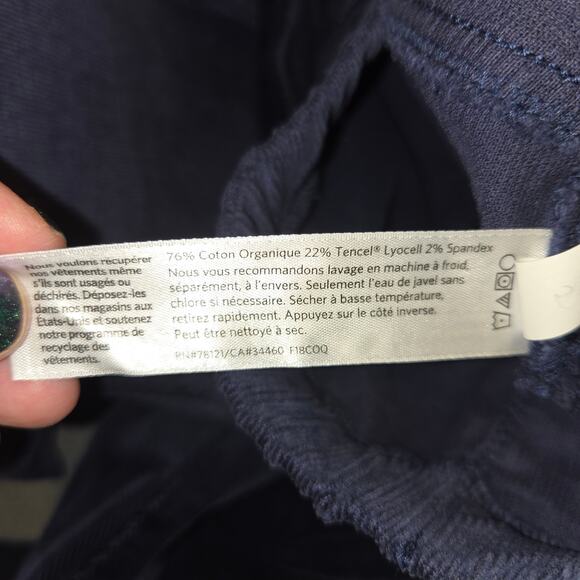 Nous voulons récupérer
nos vêtements même
s'ils sont usagés ou
déchirés. Déposez-les
dans nos magasins aux
États-Unis et soutenez
notre programme de
recyclage des
vêtements.
76% Coton Organique 22% Tencel® Lyocell 2% Spandex
Nous vous recommandons lavage en machine à froid,
séparément, à l'envers. Seulement l'eau de javel sans
chlore si nécessaire. Sécher à basse température,
retirez rapidement. Appuyez sur le côté inverse.
Peut être nettoyé à sec.
RN#78121/CA#34460 F18COQ